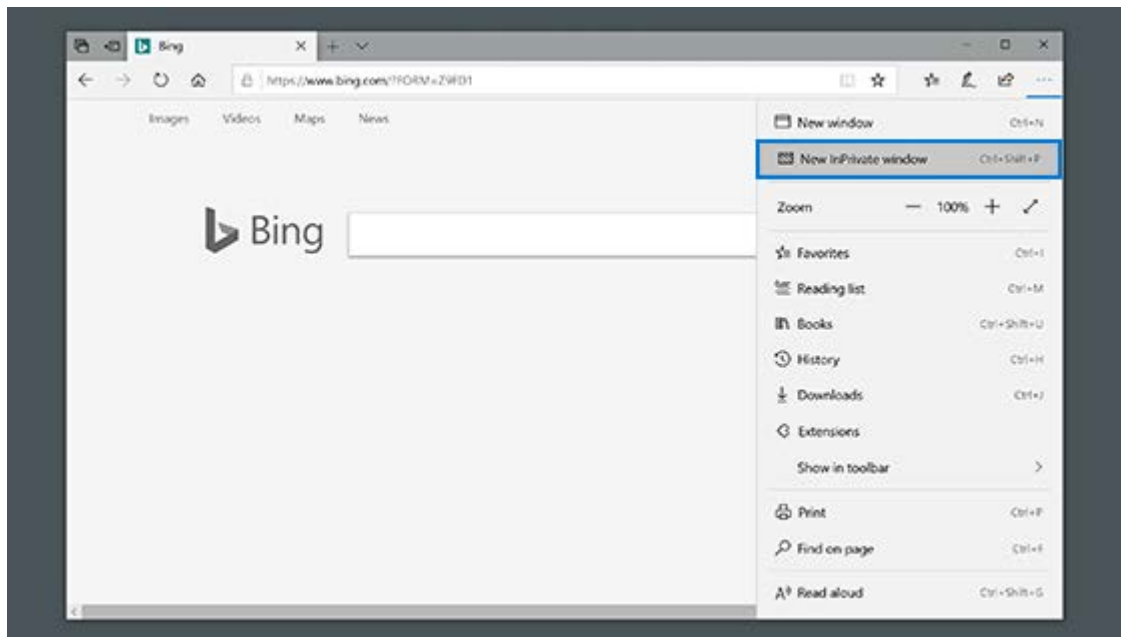 Bing
https://www.bing.com/?FORM=Z9FD1
Images Videos Maps News
Bing
New window Ctrl+N
New InPrivate window Ctrl+Shift+P
Zoom 100%
Favorites Ctrl+I
Reading list Ctrl+M
Books Ctrl+Shift+U
History Ctrl+H
Downloads Ctrl+J
Extensions
Show in toolbar
Print Ctrl+P
Find on page Ctrl+F
Read aloud Ctrl+Shift+G